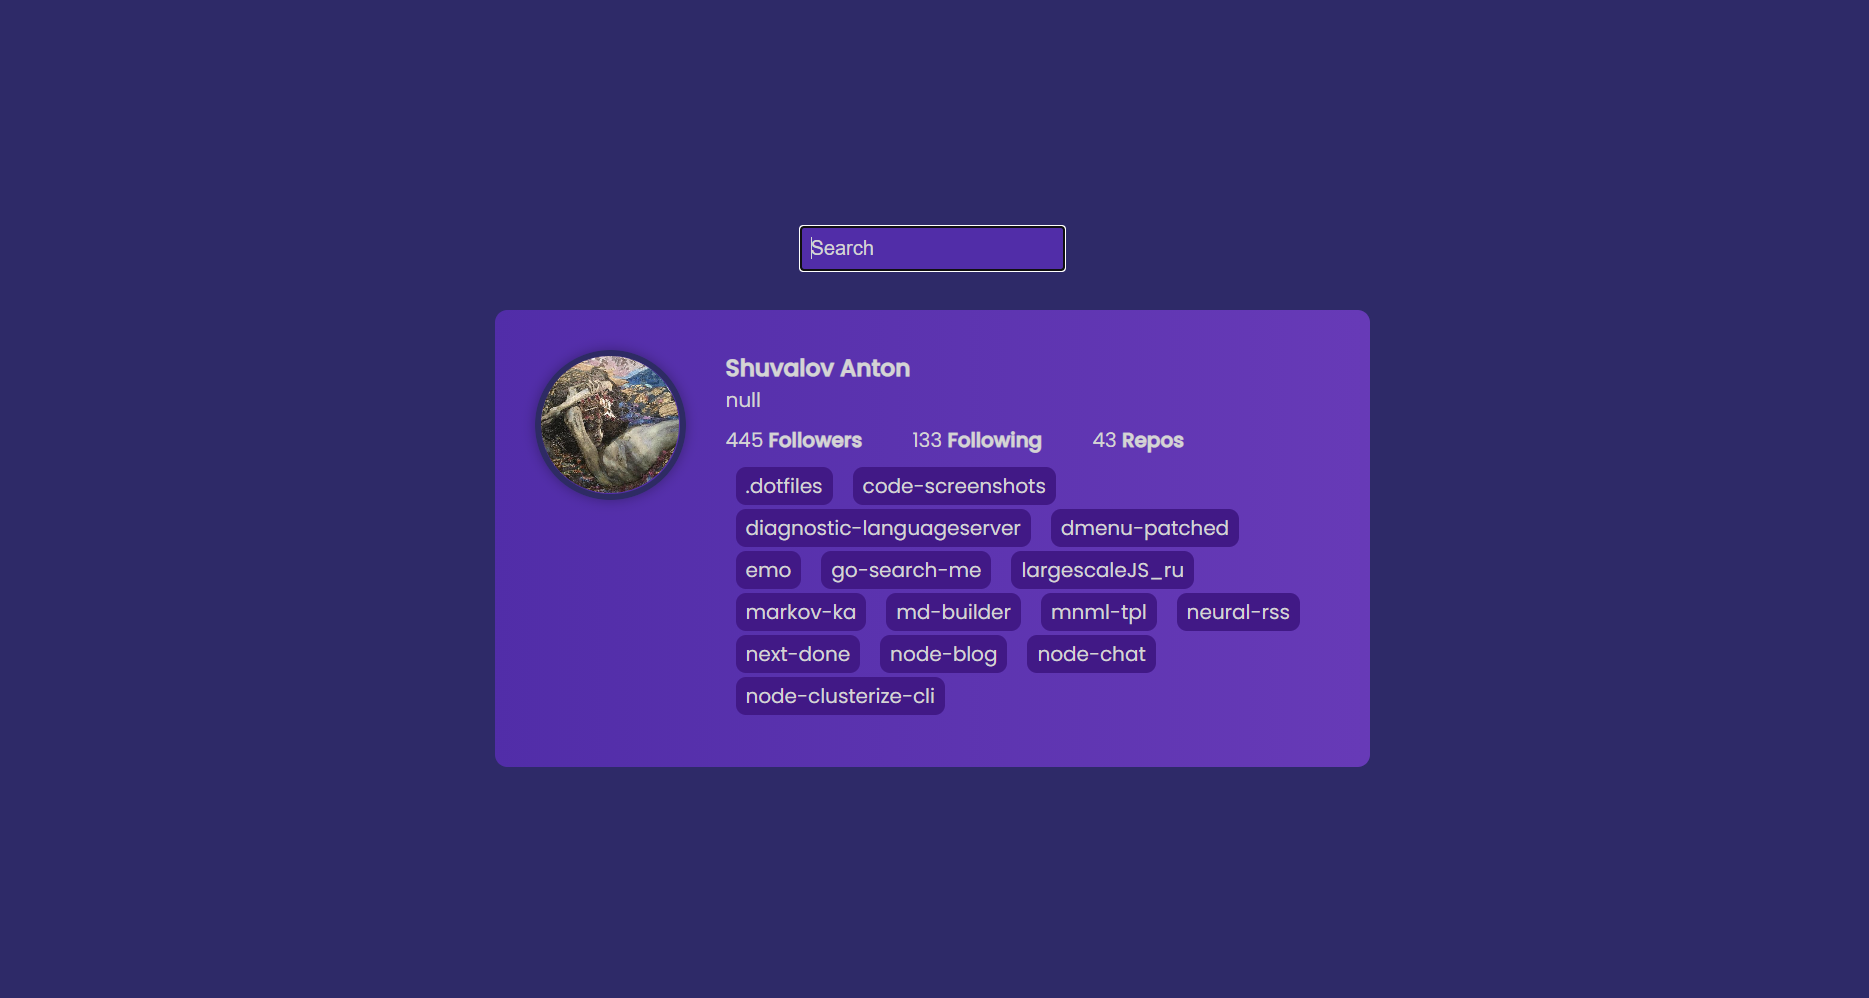 Search
Shuvalov Anton
null
445 Followers 133 Following 43 Repos
.dotfiles code-screenshots
diagnostic-languageserver dmenu-patched
emo go-search-me largescaleJS_ru
markov-ka md-builder mnml-tpl neural-rss
next-done node-blog node-chat
node-clusterize-cli